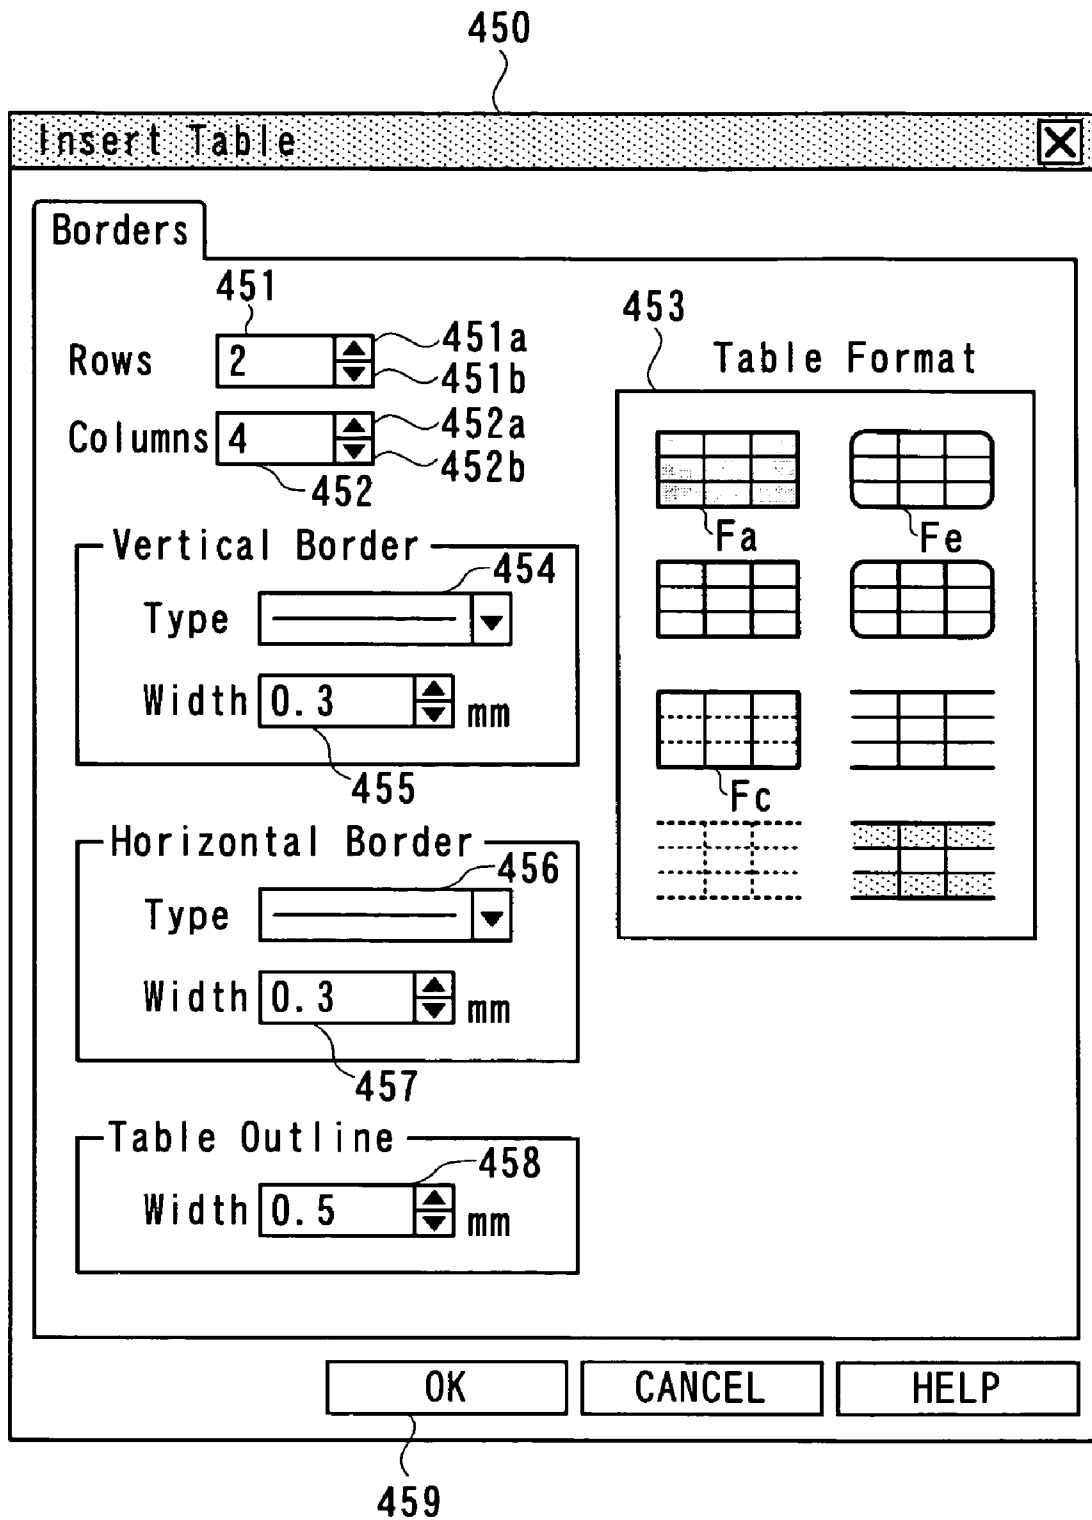 450
Insert Table
Borders
451
Rows 2 451a
451b
Columns 4 452a
452b
452
453
Table Format
Fa Fe
Fc
Vertical Border
454
Type
Width 0.3 mm
455
Horizontal Border
456
Type
Width 0.3 mm
457
Table Outline
458
Width 0.5 mm
OK CANCEL HELP
459